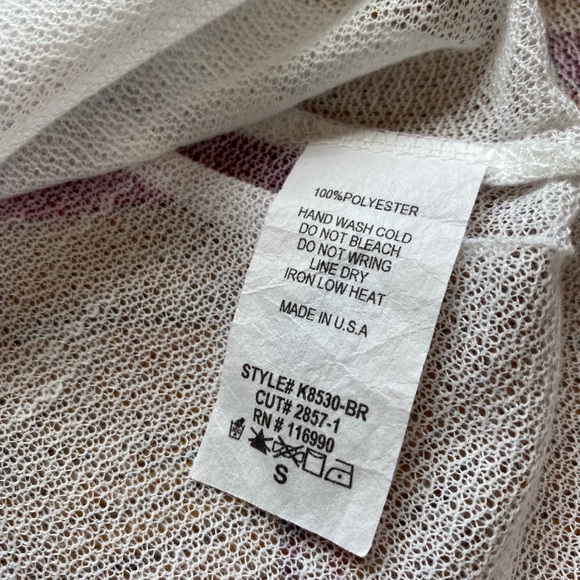 100%POLYESTER
HAND WASH COLD
DO NOT BLEACH
DO NOT WRING
LINE DRY
IRON LOW HEAT
MADE IN U.S.A
STYLE# K8530-BR
CUT# 2857-1
RN # 116990
S